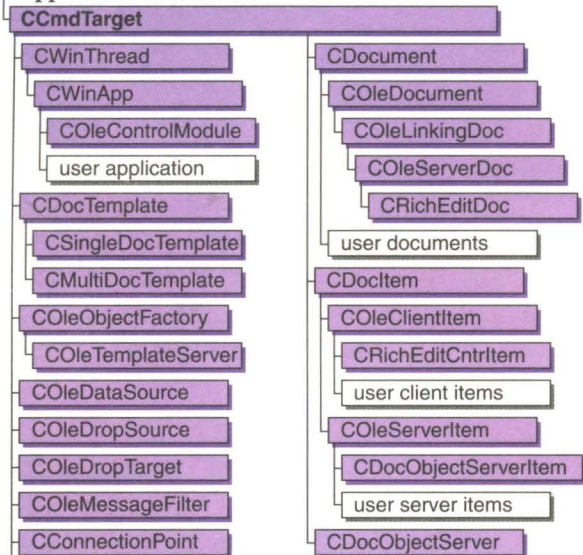 CCmdTarget
CWinThread
CWinApp
COleControlModule
user application
CDocTemplate
CSingleDocTemplate
CMultiDocTemplate
COleObjectFactory
COleTemplateServer
COleDataSource
COleDropSource
COleDropTarget
COleMessageFilter
CConnectionPoint
CDocument
COleDocument
COleLinkingDoc
COleServerDoc
CRichEditDoc
user documents
CDocItem
COleClientItem
CRichEditCntrItem
user client items
COleServerItem
CDocObjectServerItem
user server items
CDocObjectServer